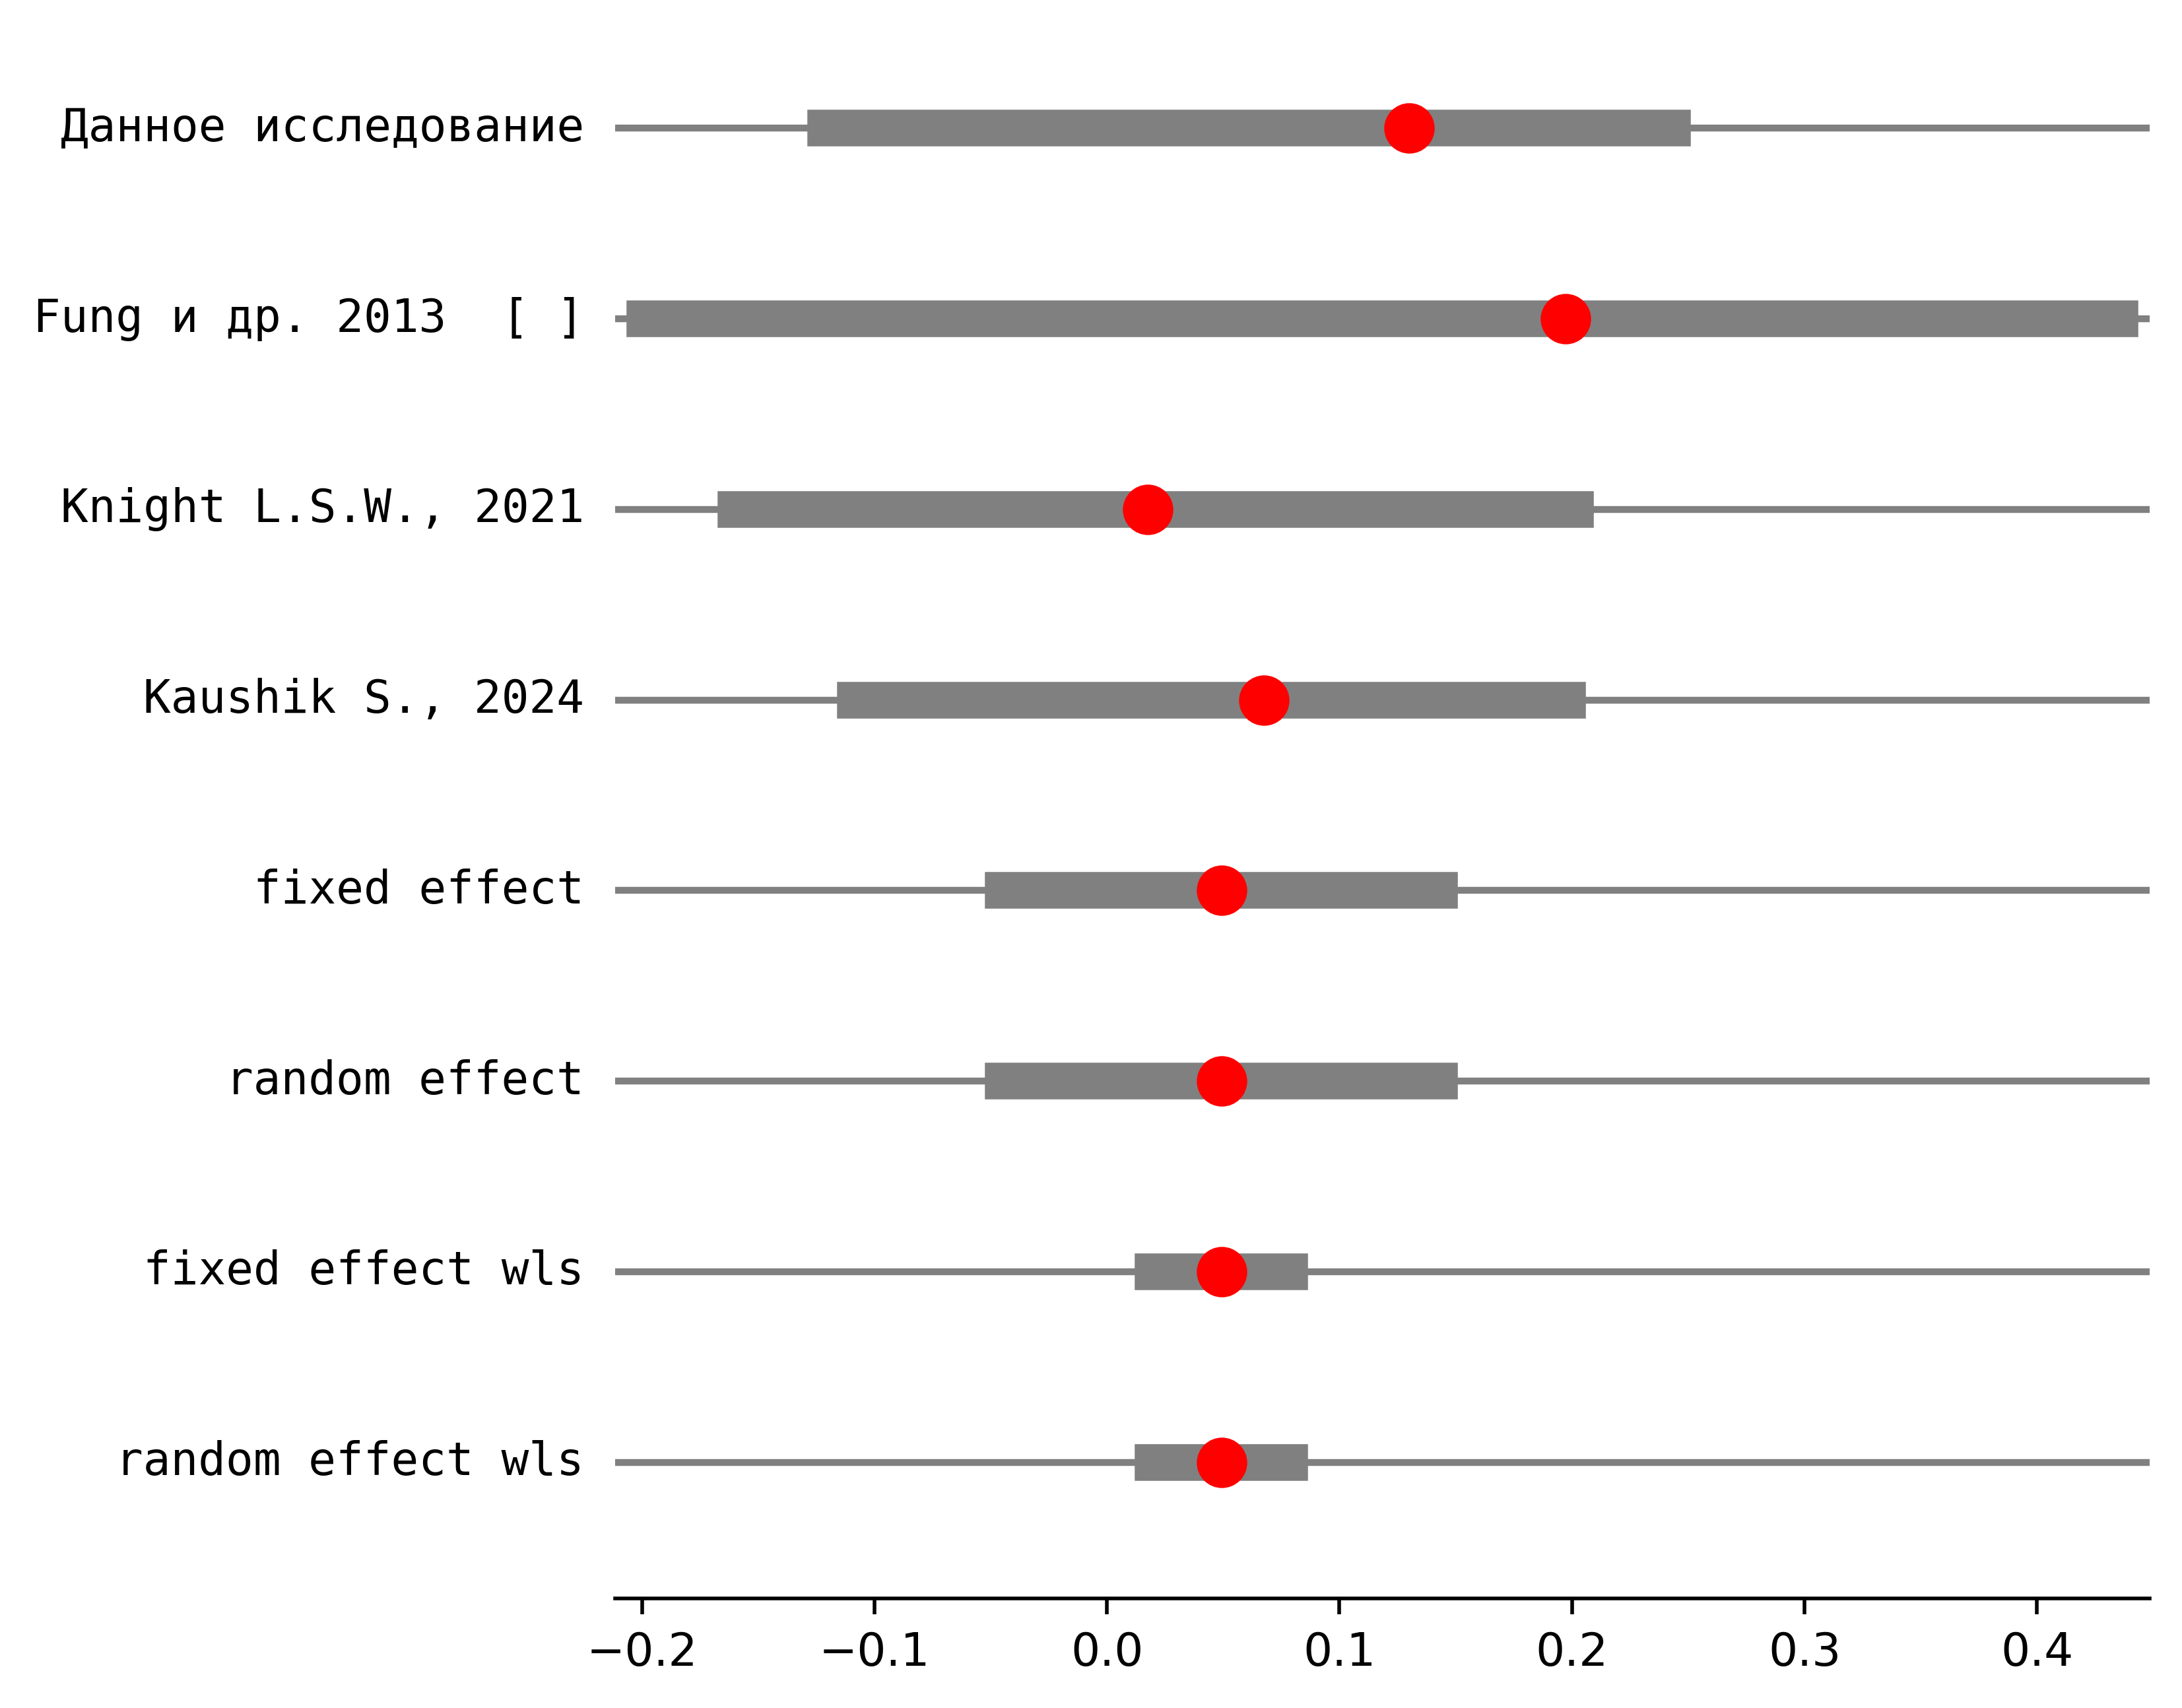 Данное исследование
Fung и др. 2013  [ ]
Knight L.S.W., 2021
Kaushik S., 2024
fixed effect
random effect
fixed effect wls
random effect wls
−0.2 −0.1 0.0 0.1 0.2 0.3 0.4